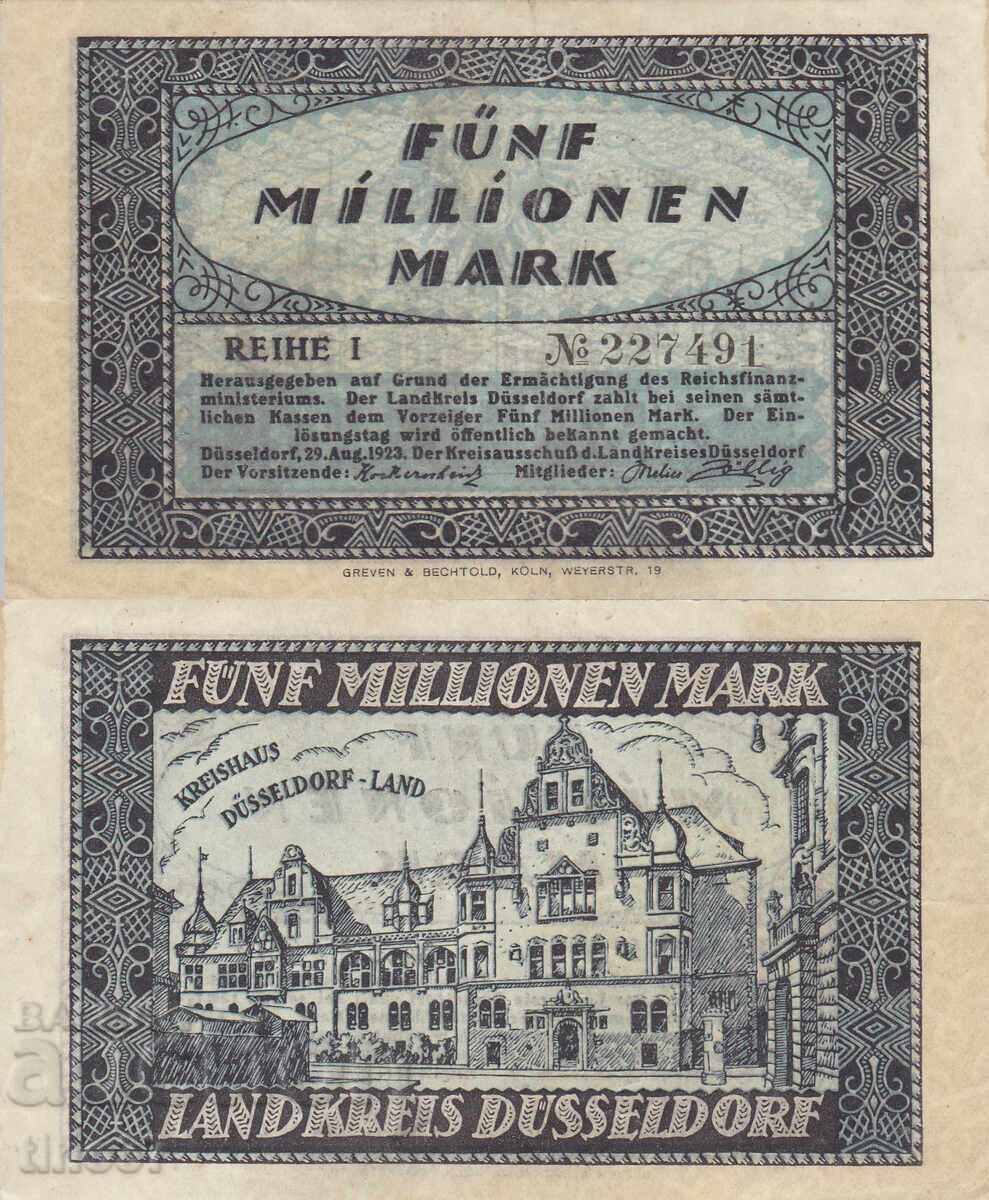 FÜNF
MILLIONEN
MARK
REIHE I № 227491
Herausgegeben auf Grund der Ermächtigung des Reichsfinanz-
ministeriums. Der Landkreis Düsseldorf zahlt bei seinen sämt-
lichen Kassen dem Vorzeiger Fünf Millionen Mark. Der Ein-
lösungstag wird öffentlich bekannt gemacht.
Düsseldorf, 29. Aug. 1923. Der Kreisausschuß d. Landkreises Düsseldorf
Der Vorsitzende: Mitglieder:
GREVEN & BECHTOLD, KÖLN, WEYERSTR. 19
FÜNF MILLIONEN MARK
KREISHAUS
DÜSSELDORF-LAND
LANDKREIS DÜSSELDORF